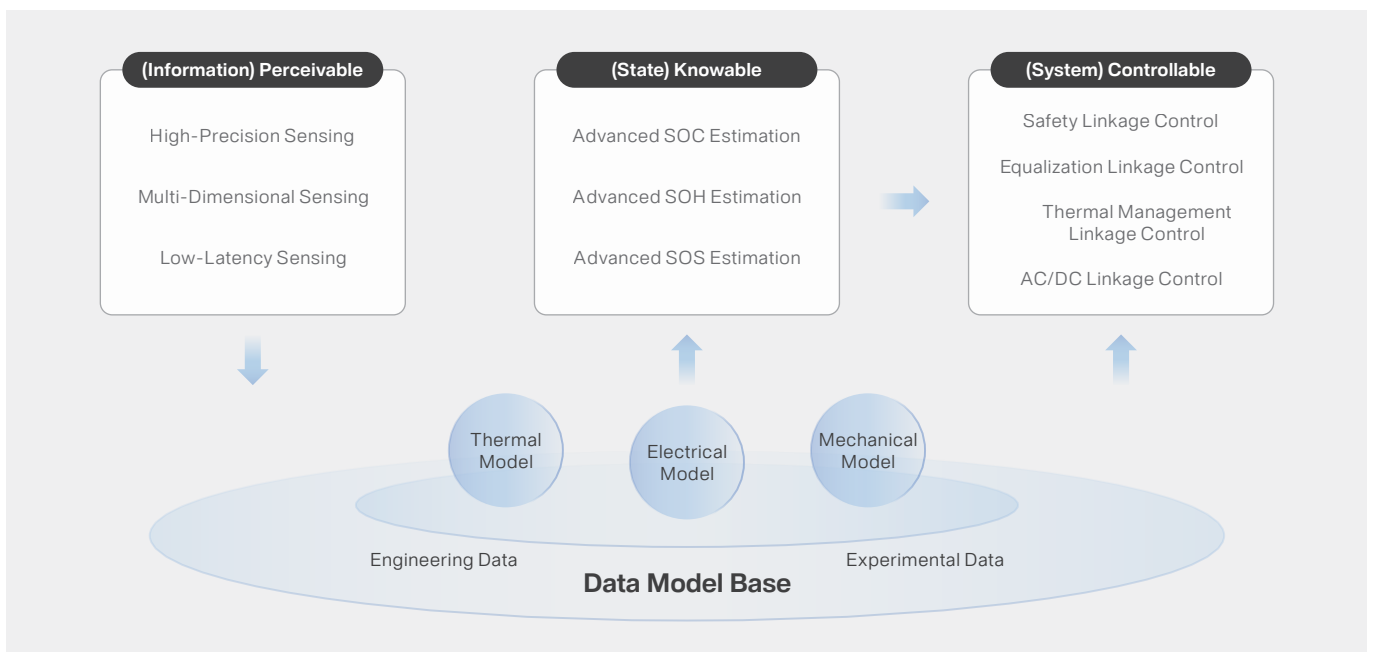 (Information) Perceivable
High-Precision Sensing
Multi-Dimensional Sensing
Low-Latency Sensing
(State) Knowable
Advanced SOC Estimation
Advanced SOH Estimation
Advanced SOS Estimation
(System) Controllable
Safety Linkage Control
Equalization Linkage Control
Thermal Management
Linkage Control
AC/DC Linkage Control
Thermal
Model
Electrical
Model
Mechanical
Model
Engineering Data
Experimental Data
Data Model Base